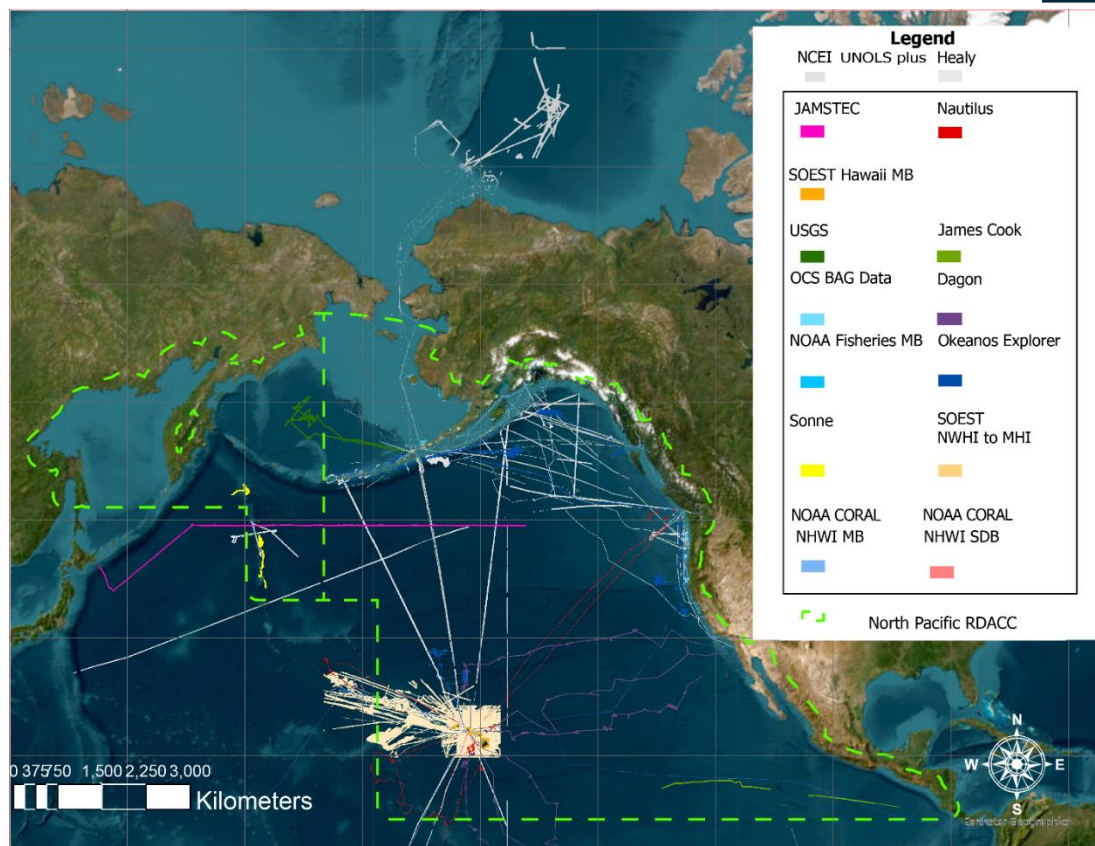 Legend
NCEI UNOLS plus Healy
JAMSTEC Nautilus
SOEST Hawaii MB
USGS James Cook
OCS BAG Data Dagon
NOAA Fisheries MB Okeanos Explorer
Sonne SOEST
NWHI to MHI
NOAA CORAL NOAA CORAL
NHWI MB NHWI SDB
North Pacific RDACC
N
W E
S
0 375750 1,500 2,250 3,000
Kilometers
Earthstar Geographics